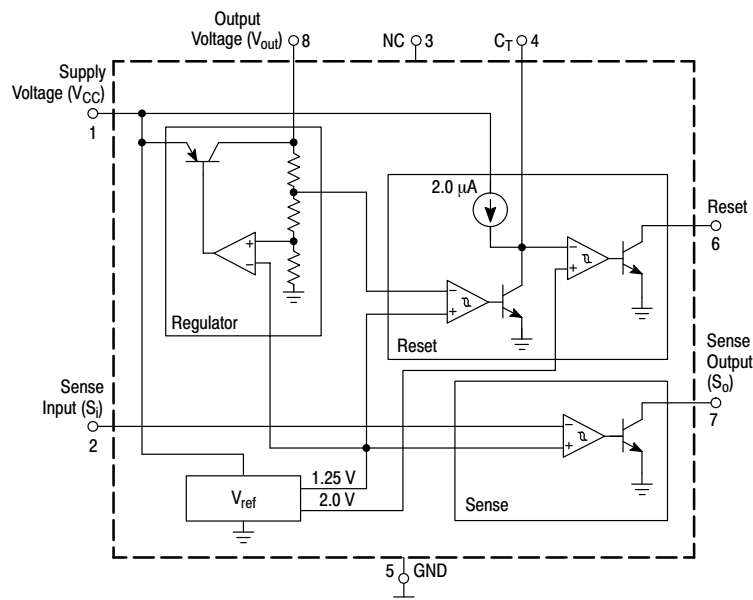 Output
Voltage (Vout) 8
NC 3
CT 4
Supply
Voltage (VCC)
1
2.0 μA
Reset
6
+
−
−
+
−
+
Regulator
Reset
Sense
Output
(So)
7
Sense
Input (Si)
2
−
+
1.25 V
Vref
2.0 V
Sense
5 GND